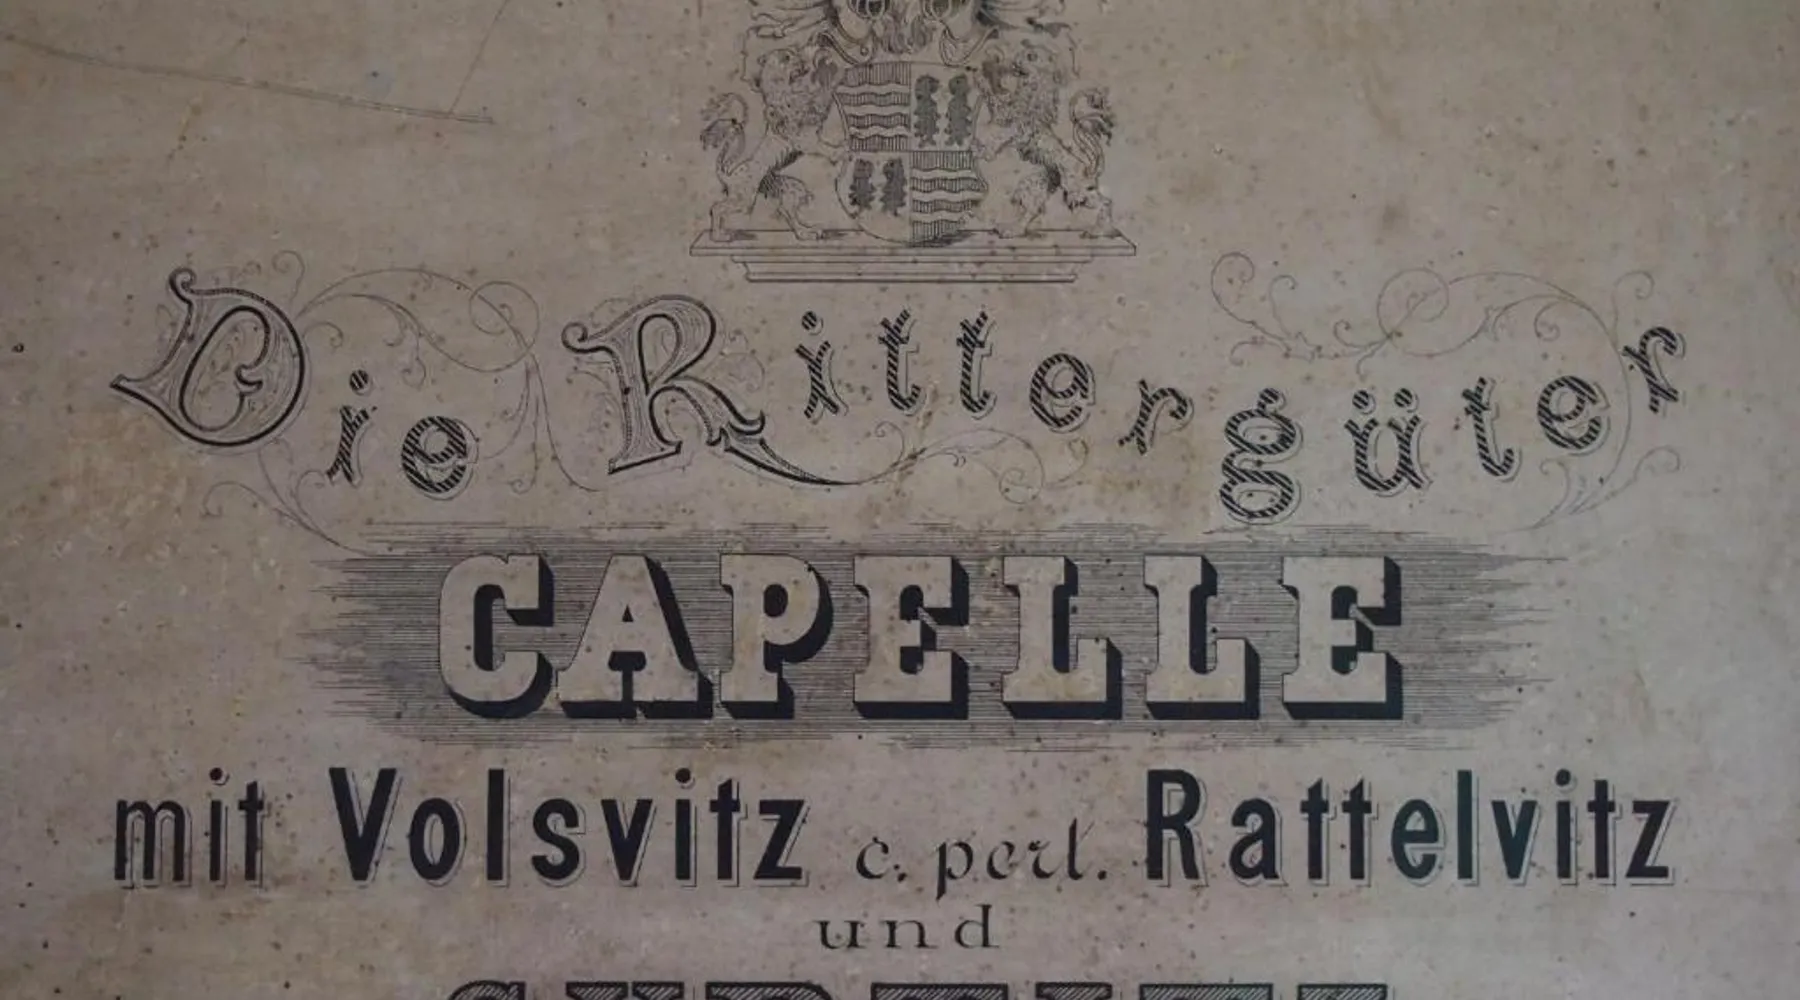 Die Rittergüter
CAPELLE
mit Volsvitz c. pert. Rattelvitz
und